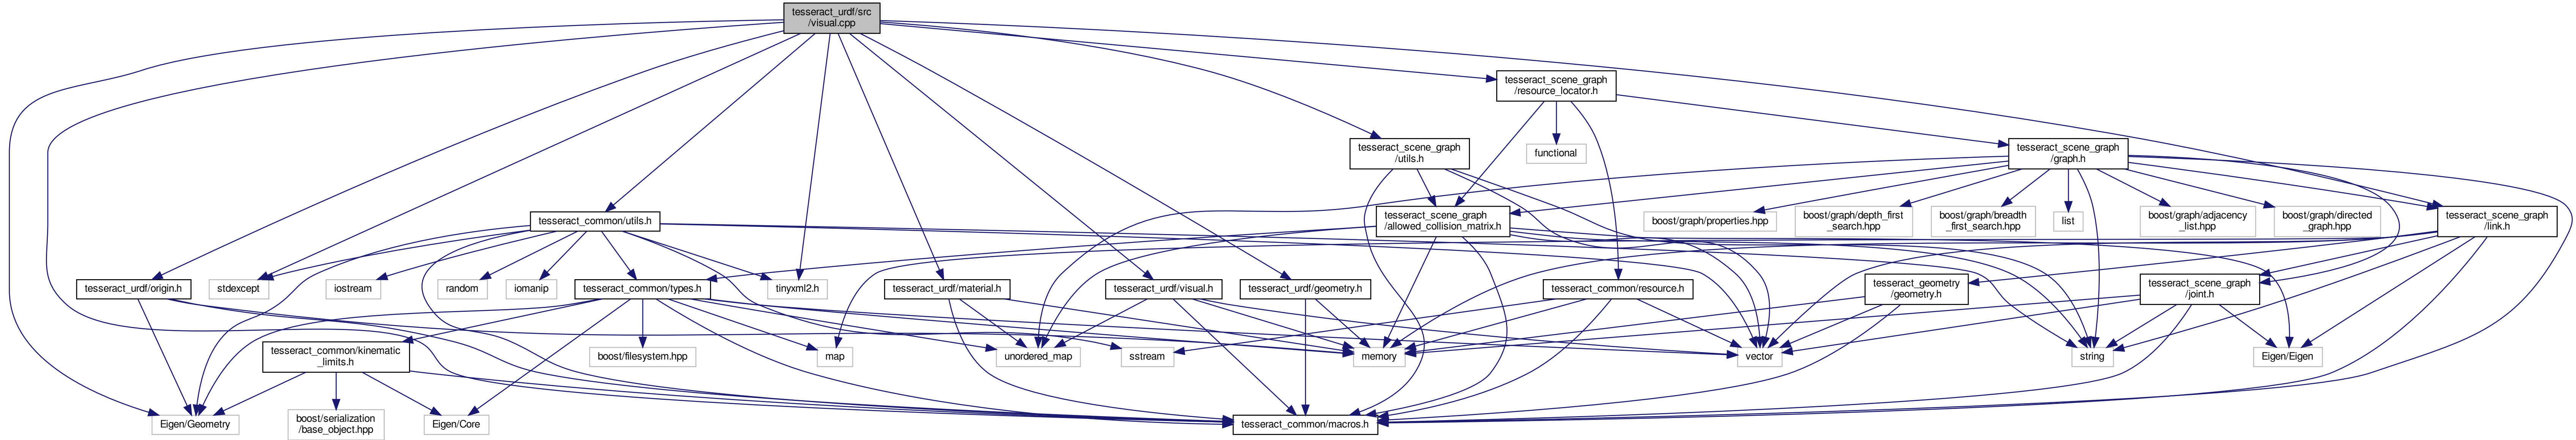 tesseract_urdf/src
/visual.cpp
tesseract_scene_graph
/resource_locator.h
tesseract_scene_graph
/utils.h
functional
tesseract_scene_graph
/graph.h
tesseract_common/utils.h
tesseract_scene_graph
/allowed_collision_matrix.h
boost/graph/properties.hpp
boost/graph/depth_first
_search.hpp
boost/graph/breadth
_first_search.hpp
list
boost/graph/adjacency
_list.hpp
boost/graph/directed
_graph.hpp
tesseract_scene_graph
/link.h
tesseract_urdf/origin.h
stdexcept
iostream
random
iomanip
tesseract_common/types.h
tinyxml2.h
tesseract_urdf/material.h
tesseract_urdf/visual.h
tesseract_urdf/geometry.h
tesseract_common/resource.h
tesseract_geometry
/geometry.h
tesseract_scene_graph
/joint.h
tesseract_common/kinematic
_limits.h
boost/filesystem.hpp
map
unordered_map
sstream
memory
vector
string
Eigen/Eigen
Eigen/Geometry
boost/serialization
/base_object.hpp
Eigen/Core
tesseract_common/macros.h